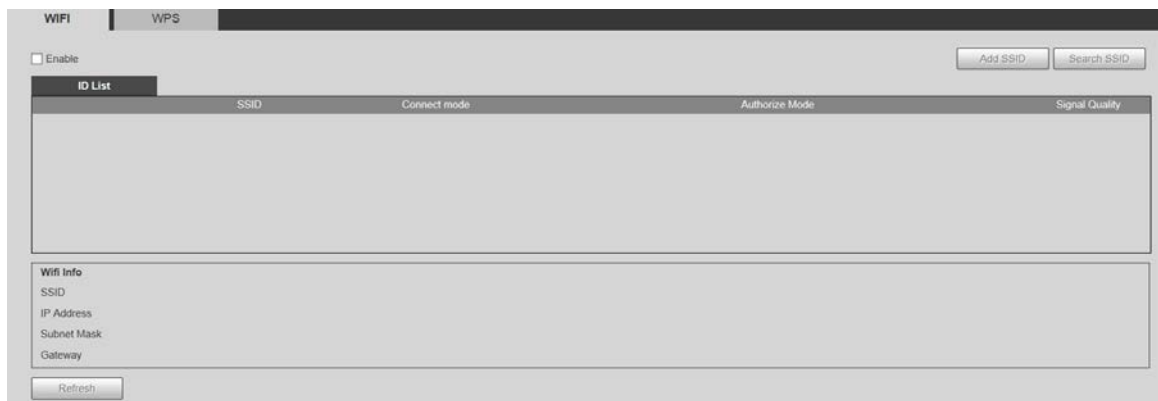 WIFI WPS
Enable Add SSID Search SSID
ID List
SSID Connect mode Authorize Mode Signal Quality
Wifi Info
SSID
IP Address
Subnet Mask
Gateway
Refresh